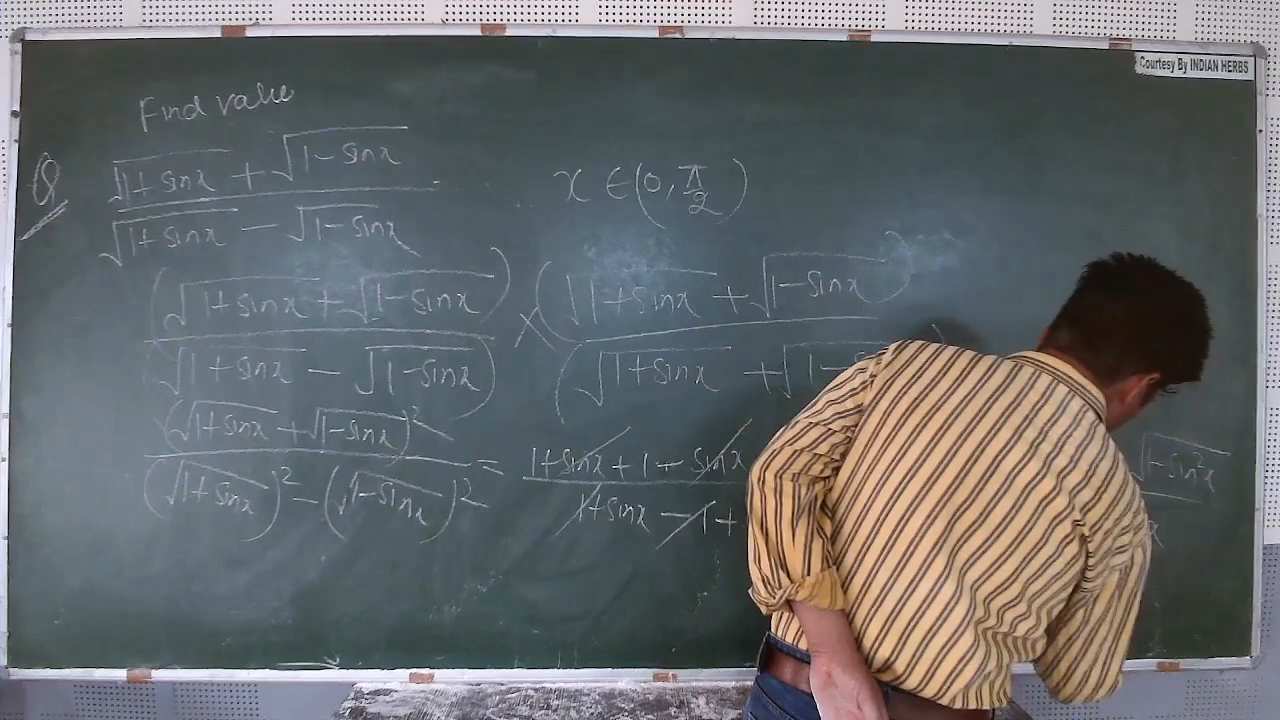 Courtesy By INDIAN HERBS
Find value
Q √(1+sinx) + √(1-sinx) x ∈ (0, π/2)
√(1+sinx) - √(1-sinx)
(√(1+sinx) + √(1-sinx)) × (√(1+sinx) + √(1-sinx))
(√(1+sinx) - √(1-sinx)) (√(1+sinx) + √(1-
(√(1+sinx) + √(1-sinx))² = 1+sinx + 1 - sinx √(1-sin²x)
(√(1+sinx))² - (√(1-sinx))² 1+sinx - 1 + x